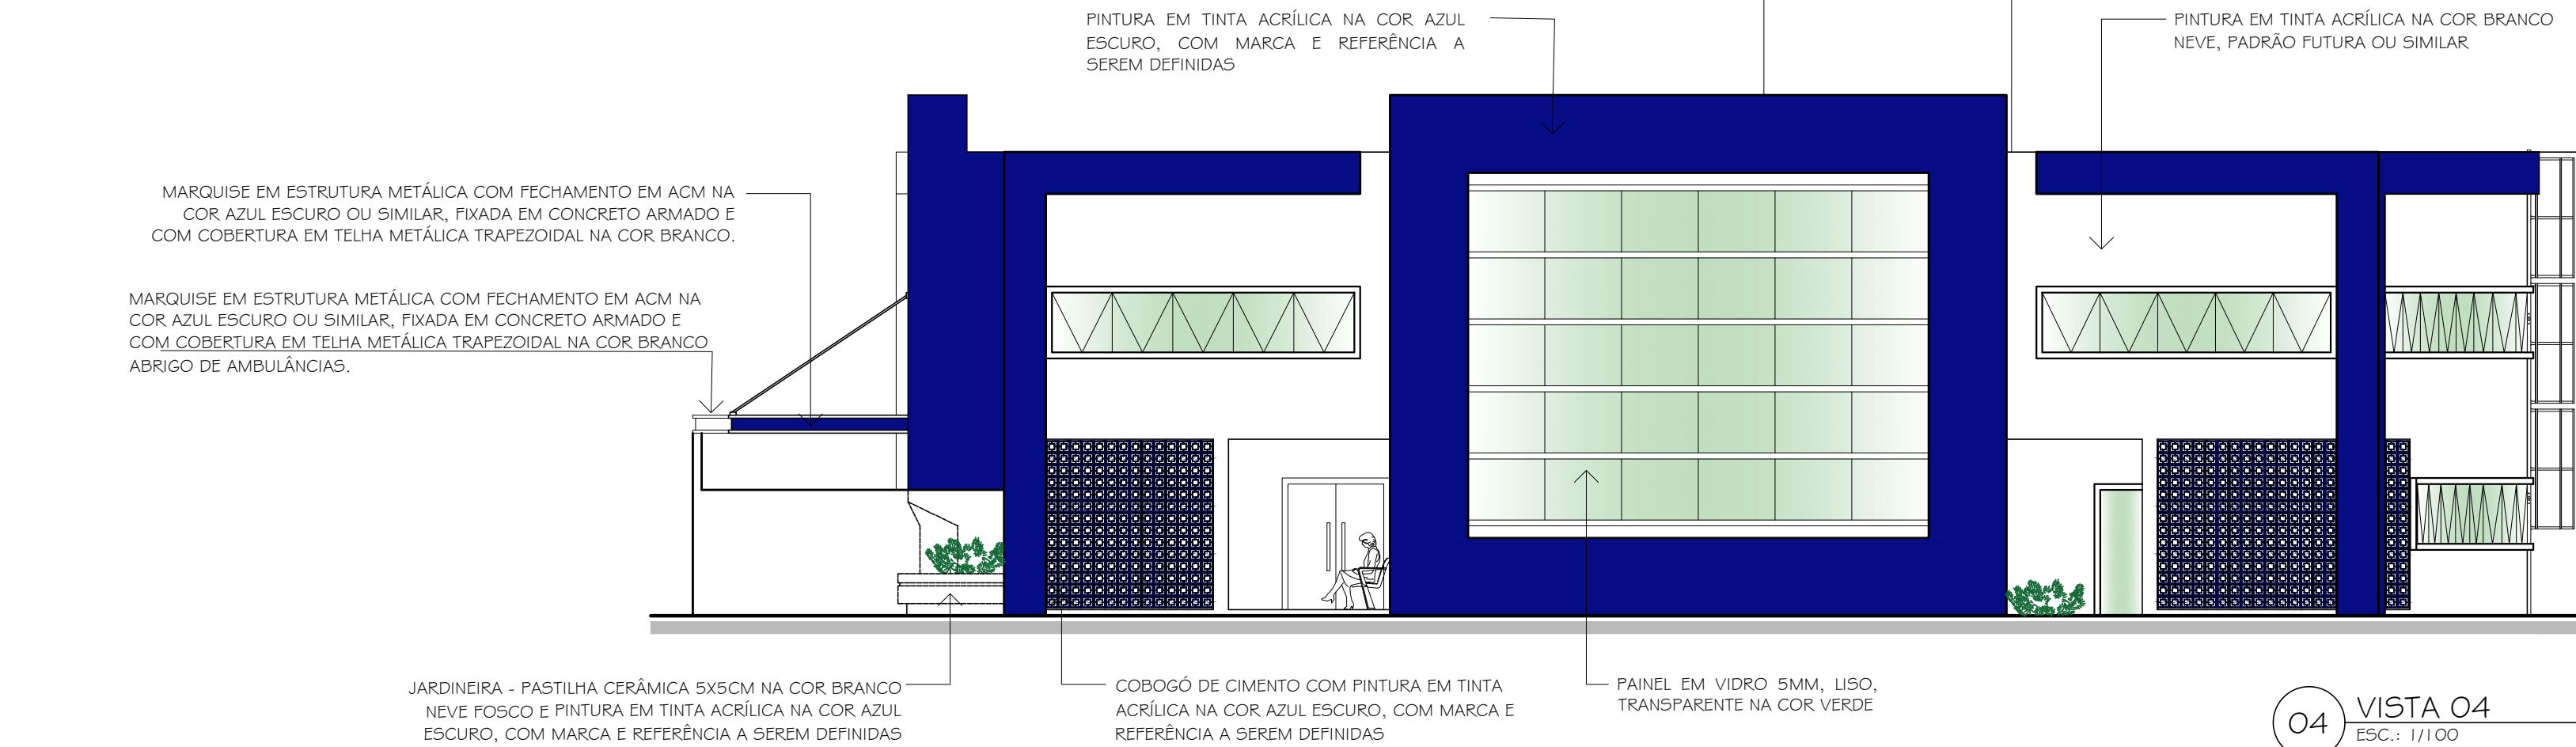 PINTURA EM TINTA ACRÍLICA NA COR AZUL
ESCURO, COM MARCA E REFERÊNCIA A
SEREM DEFINIDAS
PINTURA EM TINTA ACRÍLICA NA COR BRANCO
NEVE, PADRÃO FUTURA OU SIMILAR
MARQUISE EM ESTRUTURA METÁLICA COM FECHAMENTO EM ACM NA
COR AZUL ESCURO OU SIMILAR, FIXADA EM CONCRETO ARMADO E
COM COBERTURA EM TELHA METÁLICA TRAPEZOIDAL NA COR BRANCO.
MARQUISE EM ESTRUTURA METÁLICA COM FECHAMENTO EM ACM NA
COR AZUL ESCURO OU SIMILAR, FIXADA EM CONCRETO ARMADO E
COM COBERTURA EM TELHA METÁLICA TRAPEZOIDAL NA COR BRANCO
ABRIGO DE AMBULÂNCIAS.
JARDINEIRA - PASTILHA CERÂMICA 5X5CM NA COR BRANCO
NEVE FOSCO E PINTURA EM TINTA ACRÍLICA NA COR AZUL
ESCURO, COM MARCA E REFERÊNCIA A SEREM DEFINIDAS
COBOGÓ DE CIMENTO COM PINTURA EM TINTA
ACRÍLICA NA COR AZUL ESCURO, COM MARCA E
REFERÊNCIA A SEREM DEFINIDAS
PAINEL EM VIDRO 5MM, LISO,
TRANSPARENTE NA COR VERDE
04
VISTA 04
ESC.: 1/100